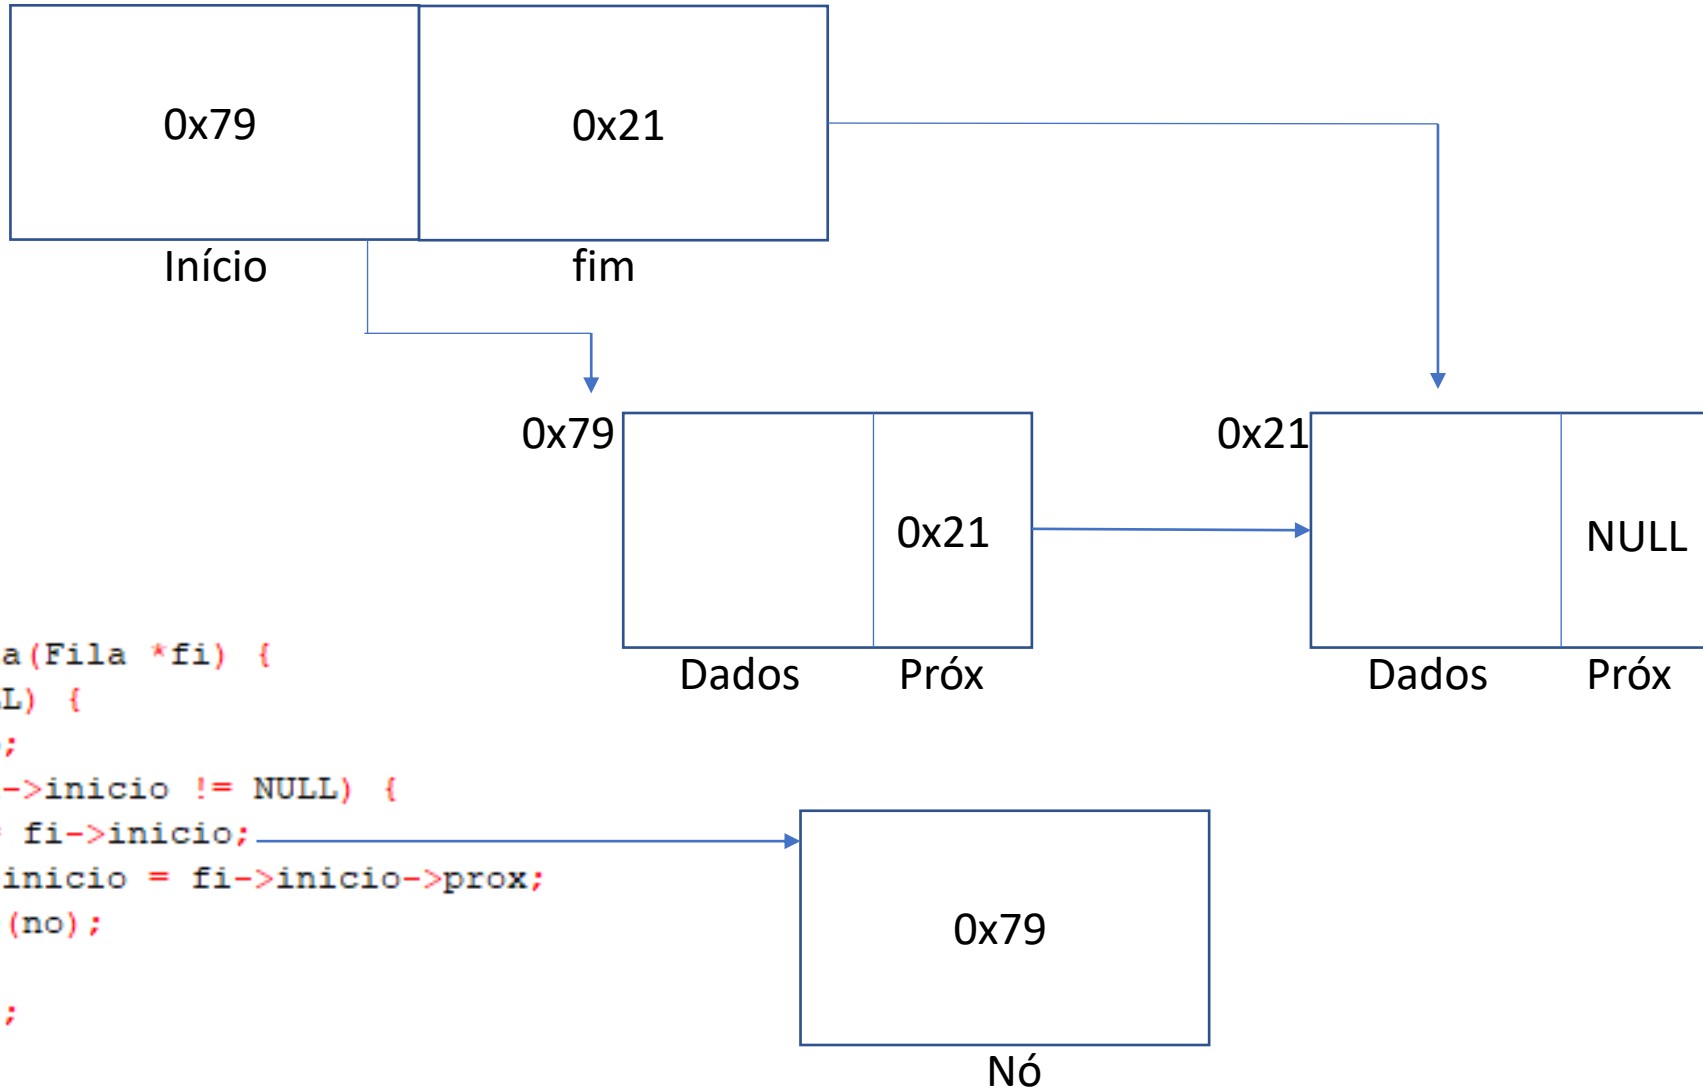 0x79 0x21
Início fim
0x79 0x21
0x21 NULL
Dados Próx Dados Próx
a(Fila *fi) {
L) {
;
->inicio != NULL) {
= fi->inicio;
inicio = fi->inicio->prox;
(no);
;
0x79
Nó